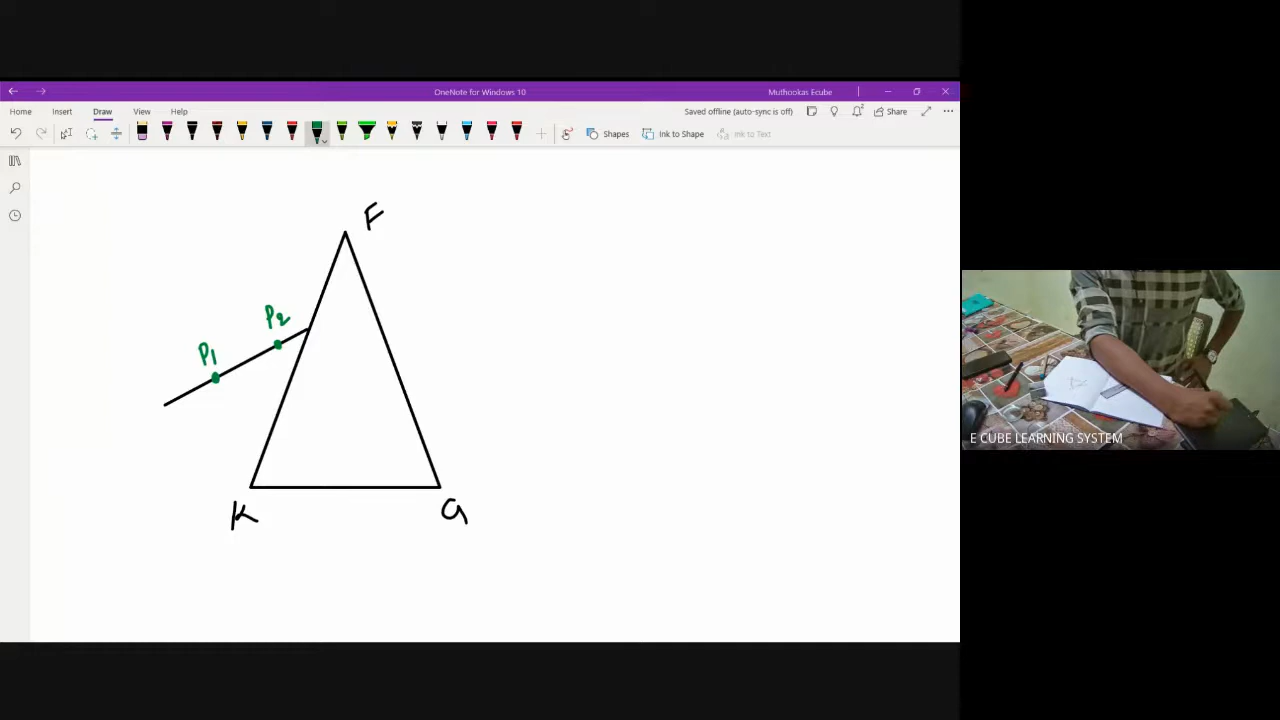 OneNote for Windows 10
Muthookas Ecube
Home Insert Draw View Help
Saved offline (auto-sync is off)
Share
Shapes
Ink to Shape
Ink to Text
F
P2
P1
K
G
E CUBE LEARNING SYSTEM